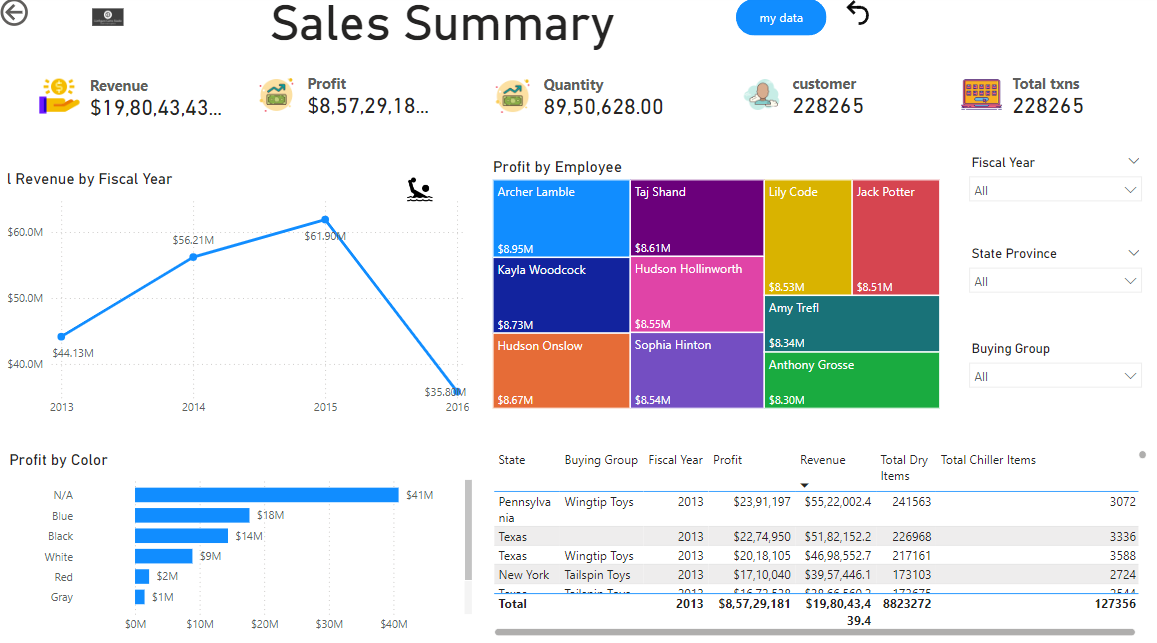 Sales Summary
my data
Revenue
$19,80,43,43...
Profit
$8,57,29,18...
Quantity
89,50,628.00
customer
228265
Total txns
228265
l Revenue by Fiscal Year
$60.0M
$50.0M
$40.0M
$44.13M
$56.21M
$61.90M
$35.80M
2013
2014
2015
2016
Profit by Employee
Archer Lamble
$8.95M
Kayla Woodcock
$8.73M
Hudson Onslow
$8.67M
Taj Shand
$8.61M
Hudson Hollinworth
$8.55M
Sophia Hinton
$8.54M
Lily Code
$8.53M
Jack Potter
$8.51M
Amy Trefl
$8.34M
Anthony Grosse
$8.30M
Fiscal Year
All
State Province
All
Buying Group
All
Profit by Color
N/A $41M
Blue $18M
Black $14M
White $9M
Red $2M
Gray $1M
$0M $10M $20M $30M $40M
State Buying Group Fiscal Year Profit Revenue Total Dry Total Chiller Items
Items
Pennsylva Wingtip Toys 2013 $23,91,197 $55,22,002.4 241563 3072
nia
Texas 2013 $22,74,950 $51,82,152.2 226968 3336
Texas Wingtip Toys 2013 $20,18,105 $46,98,552.7 217161 3588
New York Tailspin Toys 2013 $17,10,040 $39,57,446.1 173103 2724
Total 2013 $8,57,29,181 $19,80,43,4 8823272 127356
39.4